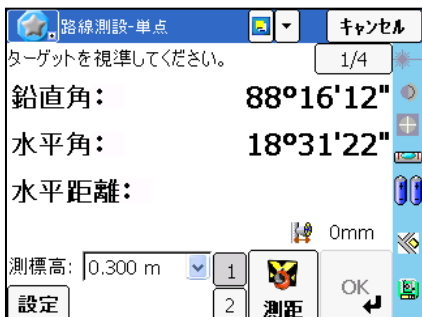 路線測設-単点
キャンセル
ターゲットを視準してください。
1/4
鉛直角: 88°16'12"
水平角: 18°31'22"
水平距離:
0mm
測標高: 0.300 m
1
2
測距
OK
設定